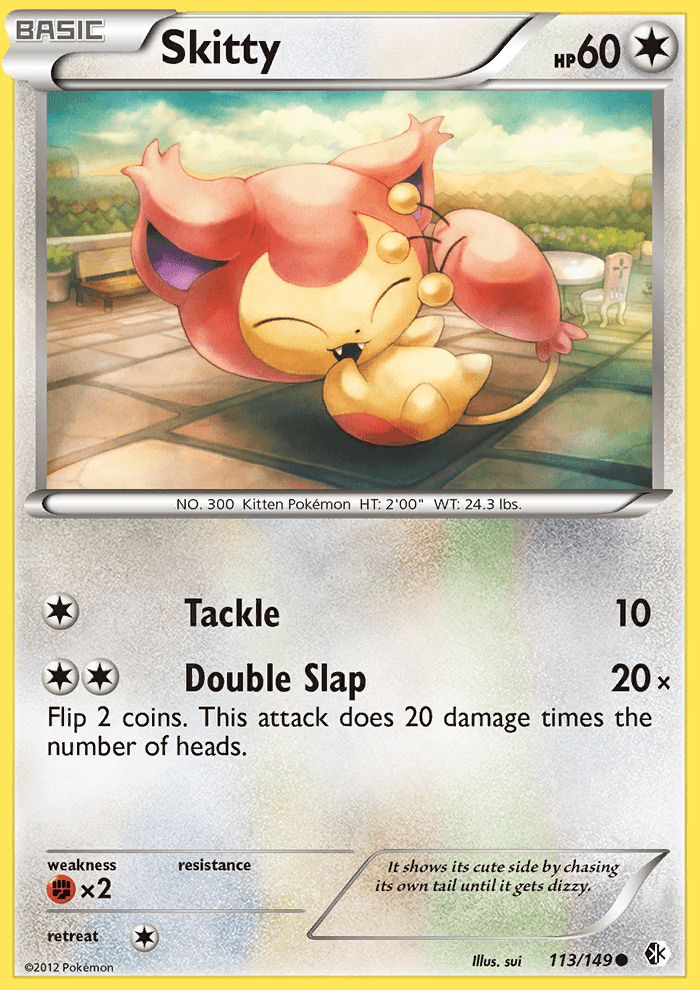 BASIC
Skitty
HP60
NO. 300 Kitten Pokémon HT: 2'00" WT: 24.3 lbs.
Tackle 10
Double Slap 20×
Flip 2 coins. This attack does 20 damage times the
number of heads.
weakness resistance
×2
It shows its cute side by chasing
its own tail until it gets dizzy.
retreat
©2012 Pokémon
Illus. sui 113/149